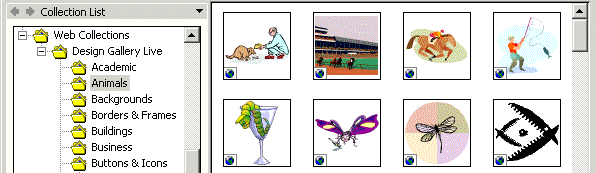 Collection List
Web Collections
Design Gallery Live
Academic
Animals
Backgrounds
Borders & Frames
Buildings
Business
Buttons & Icons